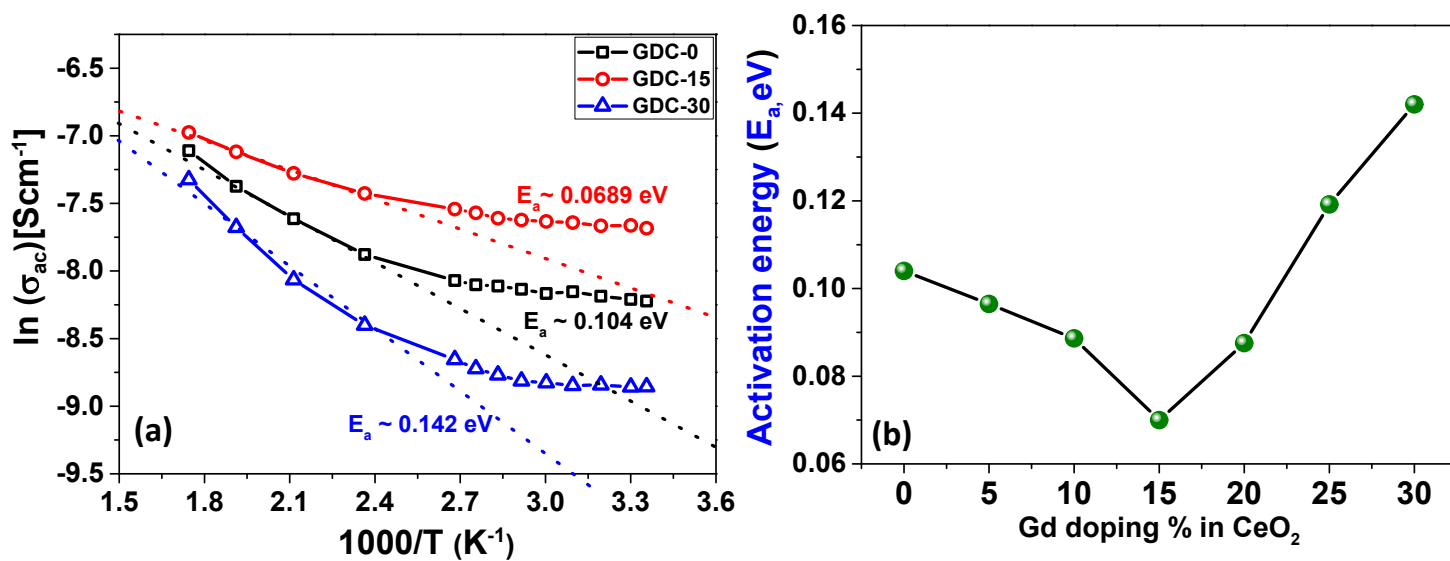 GDC-0
GDC-15
GDC-30
-6.5
-7.0
-7.5
-8.0
-8.5
-9.0
-9.5
ln (σac)[Scm-1]
Ea ~ 0.0689 eV
Ea ~ 0.104 eV
Ea ~ 0.142 eV
(a)
1.5 1.8 2.1 2.4 2.7 3.0 3.3 3.6
1000/T (K-1)
0.16
0.14
0.12
0.10
0.08
0.06
Activation energy (Ea, eV)
(b)
0 5 10 15 20 25 30
Gd doping % in CeO2